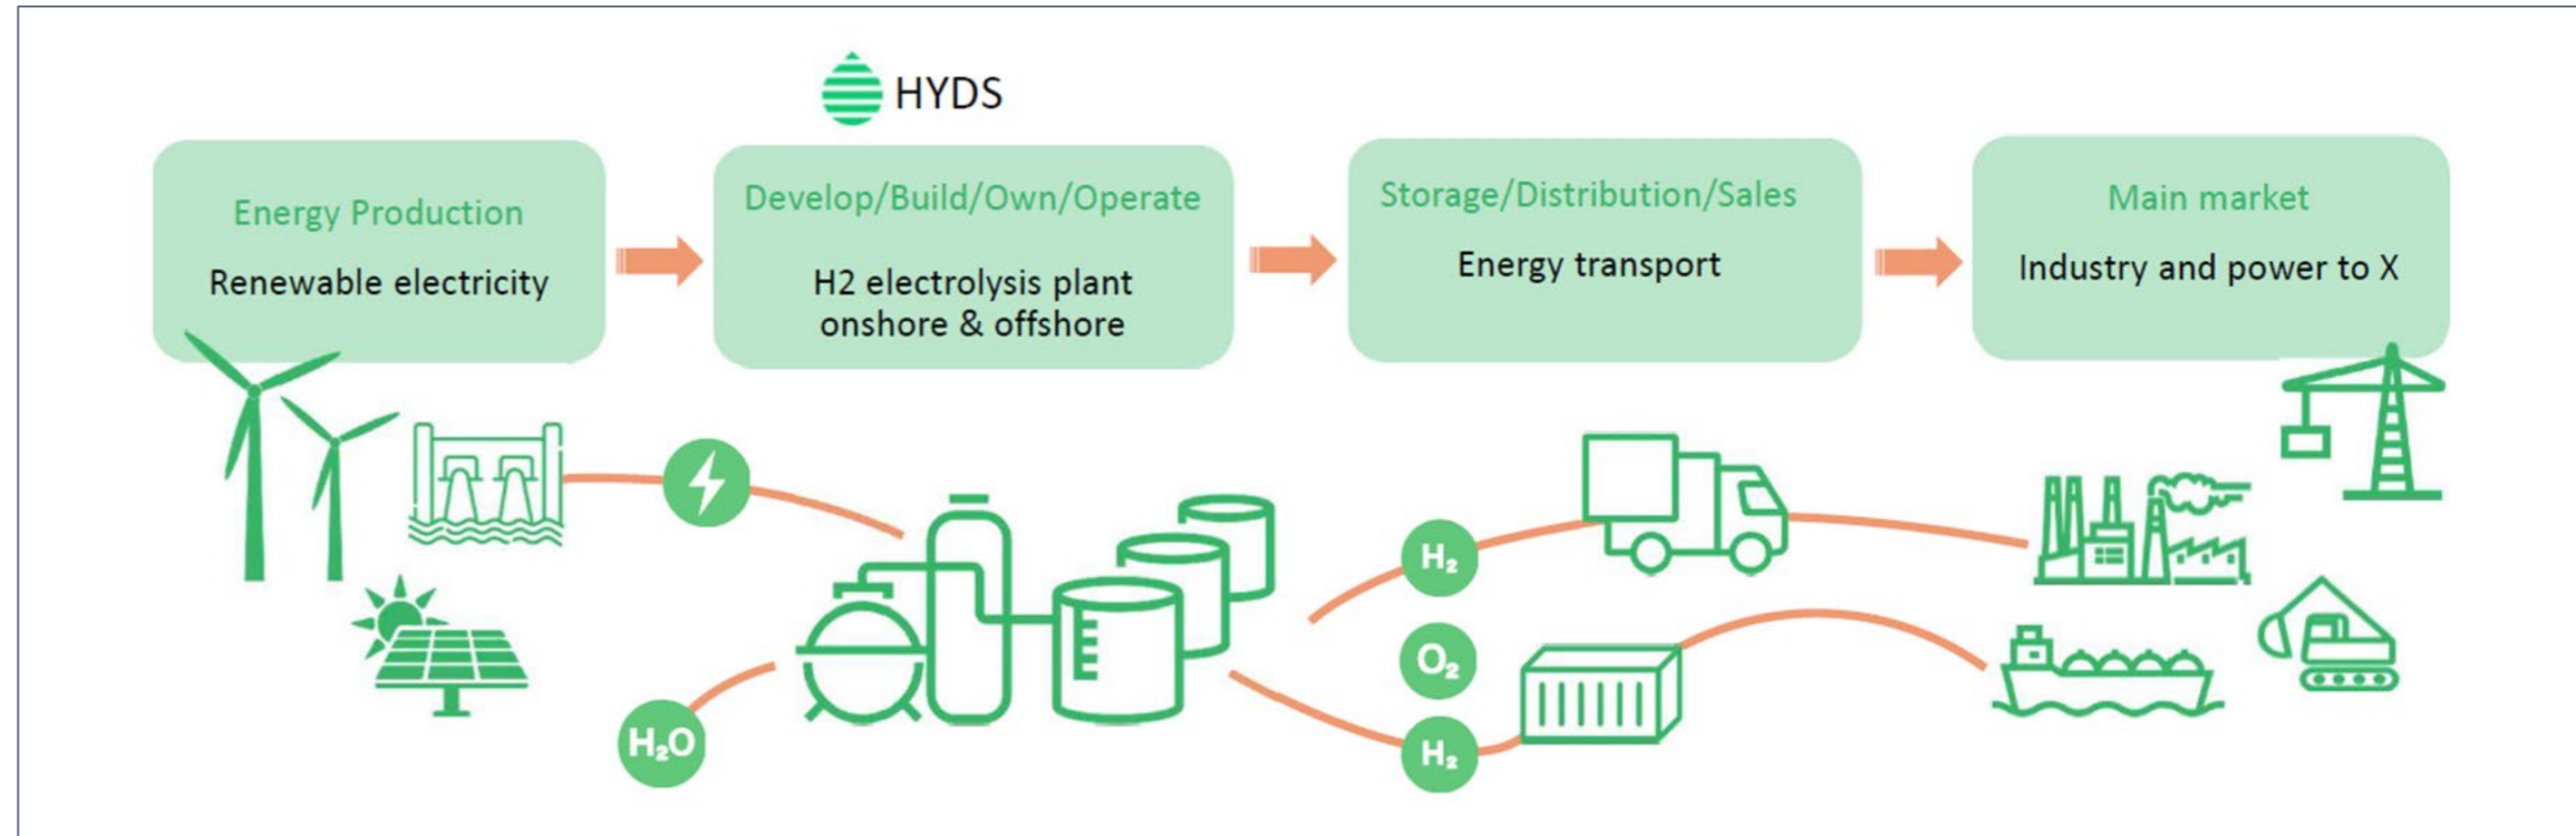 HYDS
Energy Production
Renewable electricity
Develop/Build/Own/Operate
H2 electrolysis plant
onshore & offshore
Storage/Distribution/Sales
Energy transport
Main market
Industry and power to X
H₂
O₂
H₂O
H₂